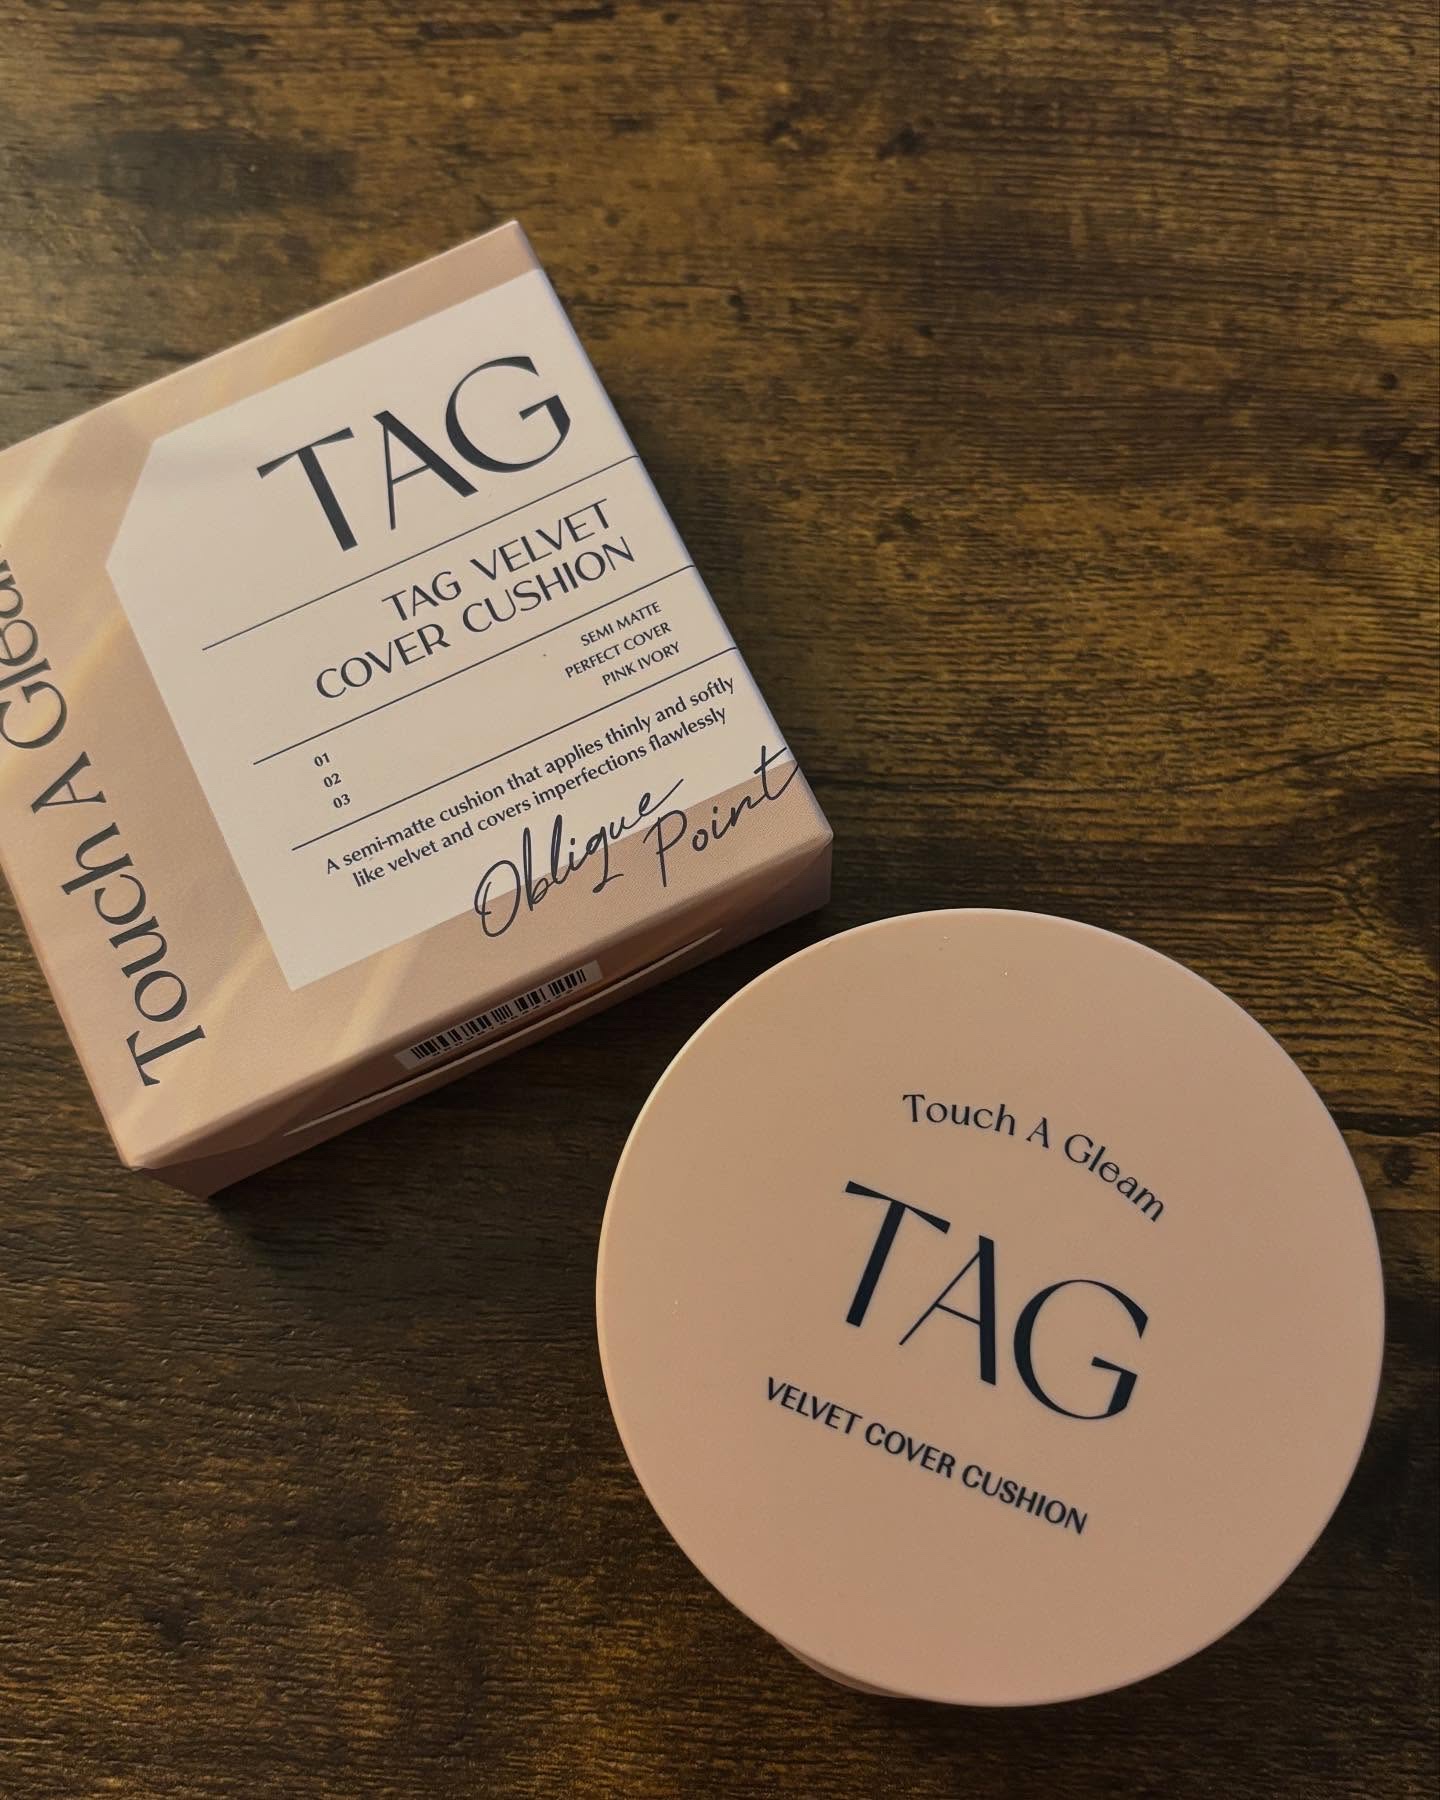 TAG
TAG VELVET
COVER CUSHION
SEMI MATTE
PERFECT COVER
PINK IVORY
01
02
03
A semi-matte cushion that applies thinly and softly
like velvet and covers imperfections flawlessly
Oblique
Point
Touch A Gleam
Touch A Gleam
TAG
VELVET COVER CUSHION